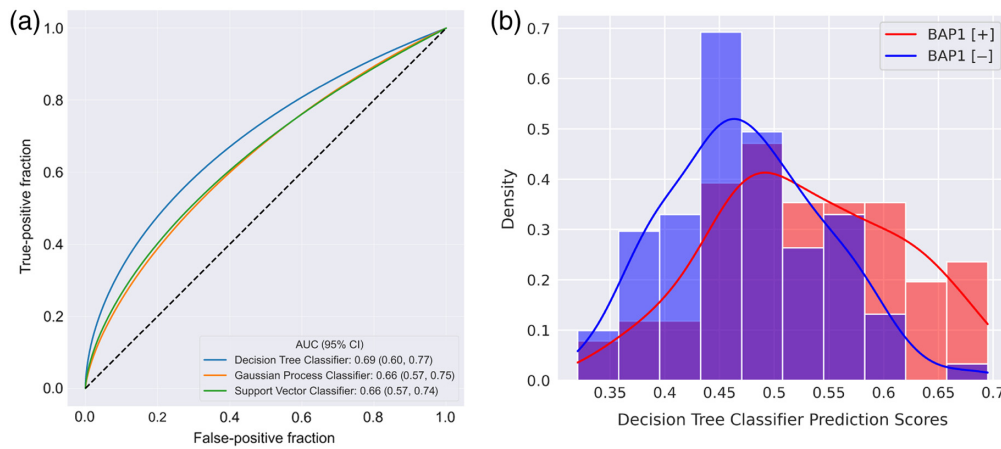 (a)
1.0
0.8
0.6
0.4
0.2
0.0
True-positive fraction
0.0 0.2 0.4 0.6 0.8 1.0
False-positive fraction
AUC (95% CI)
Decision Tree Classifier: 0.69 (0.60, 0.77)
Gaussian Process Classifier: 0.66 (0.57, 0.75)
Support Vector Classifier: 0.66 (0.57, 0.74)
(b)
0.7
0.6
0.5
0.4
0.3
0.2
0.1
0.0
Density
BAP1 [+]
BAP1 [−]
0.35 0.4 0.45 0.5 0.55 0.6 0.65 0.7
Decision Tree Classifier Prediction Scores